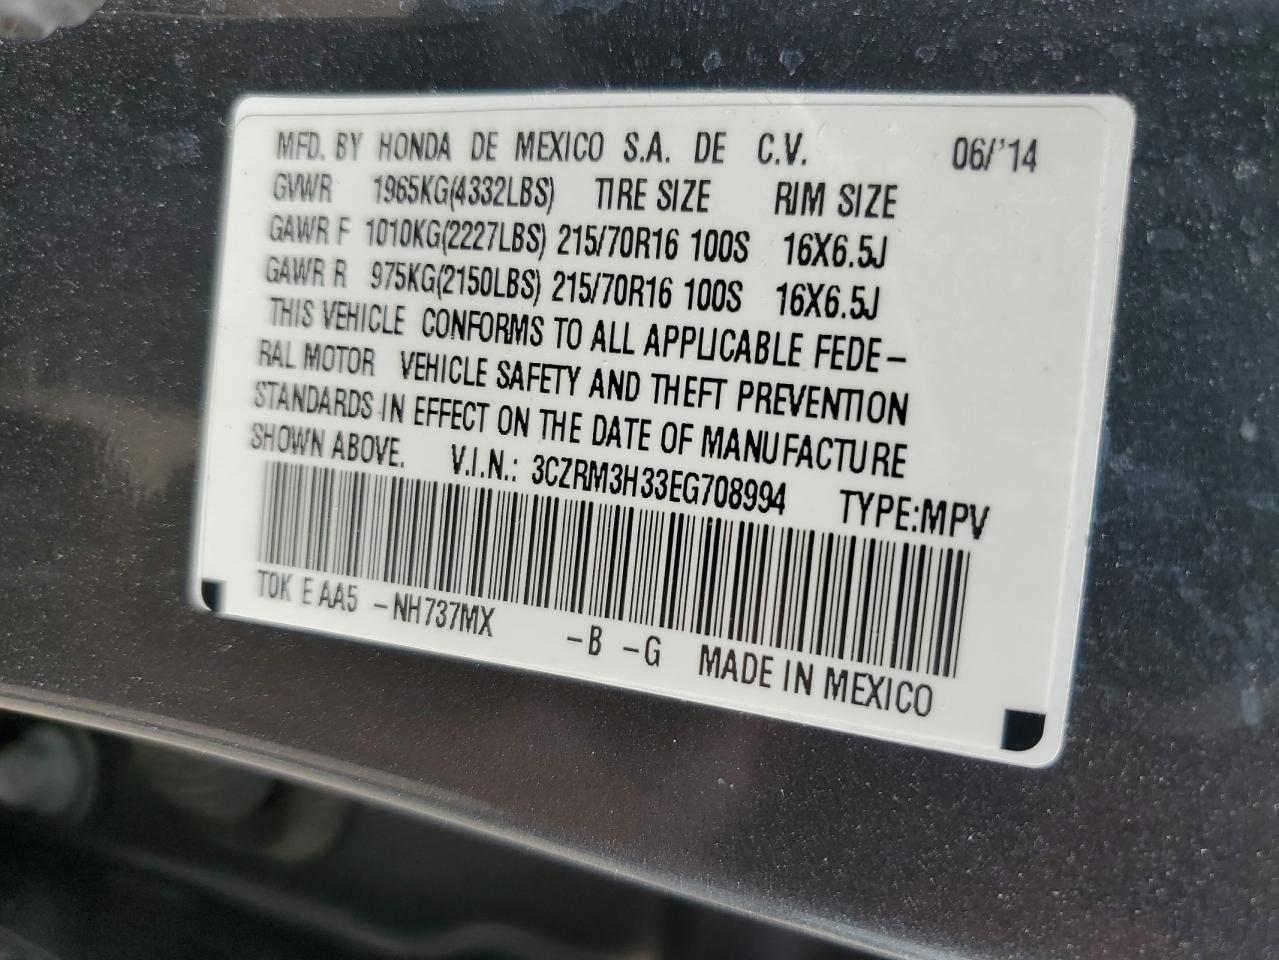 MFD. BY HONDA DE MEXICO S.A. DE C.V. 06/'14
GVWR 1965KG(4332LBS) TIRE SIZE RIM SIZE
GAWR F 1010KG(2227LBS) 215/70R16 100S 16X6.5J
GAWR R 975KG(2150LBS) 215/70R16 100S 16X6.5J
THIS VEHICLE CONFORMS TO ALL APPLICABLE FEDE-
RAL MOTOR VEHICLE SAFETY AND THEFT PREVENTION
STANDARDS IN EFFECT ON THE DATE OF MANUFACTURE
SHOWN ABOVE. V.I.N.: 3CZRM3H33EG708994 TYPE:MPV
T0K E AA5 -NH737MX -B -G MADE IN MEXICO